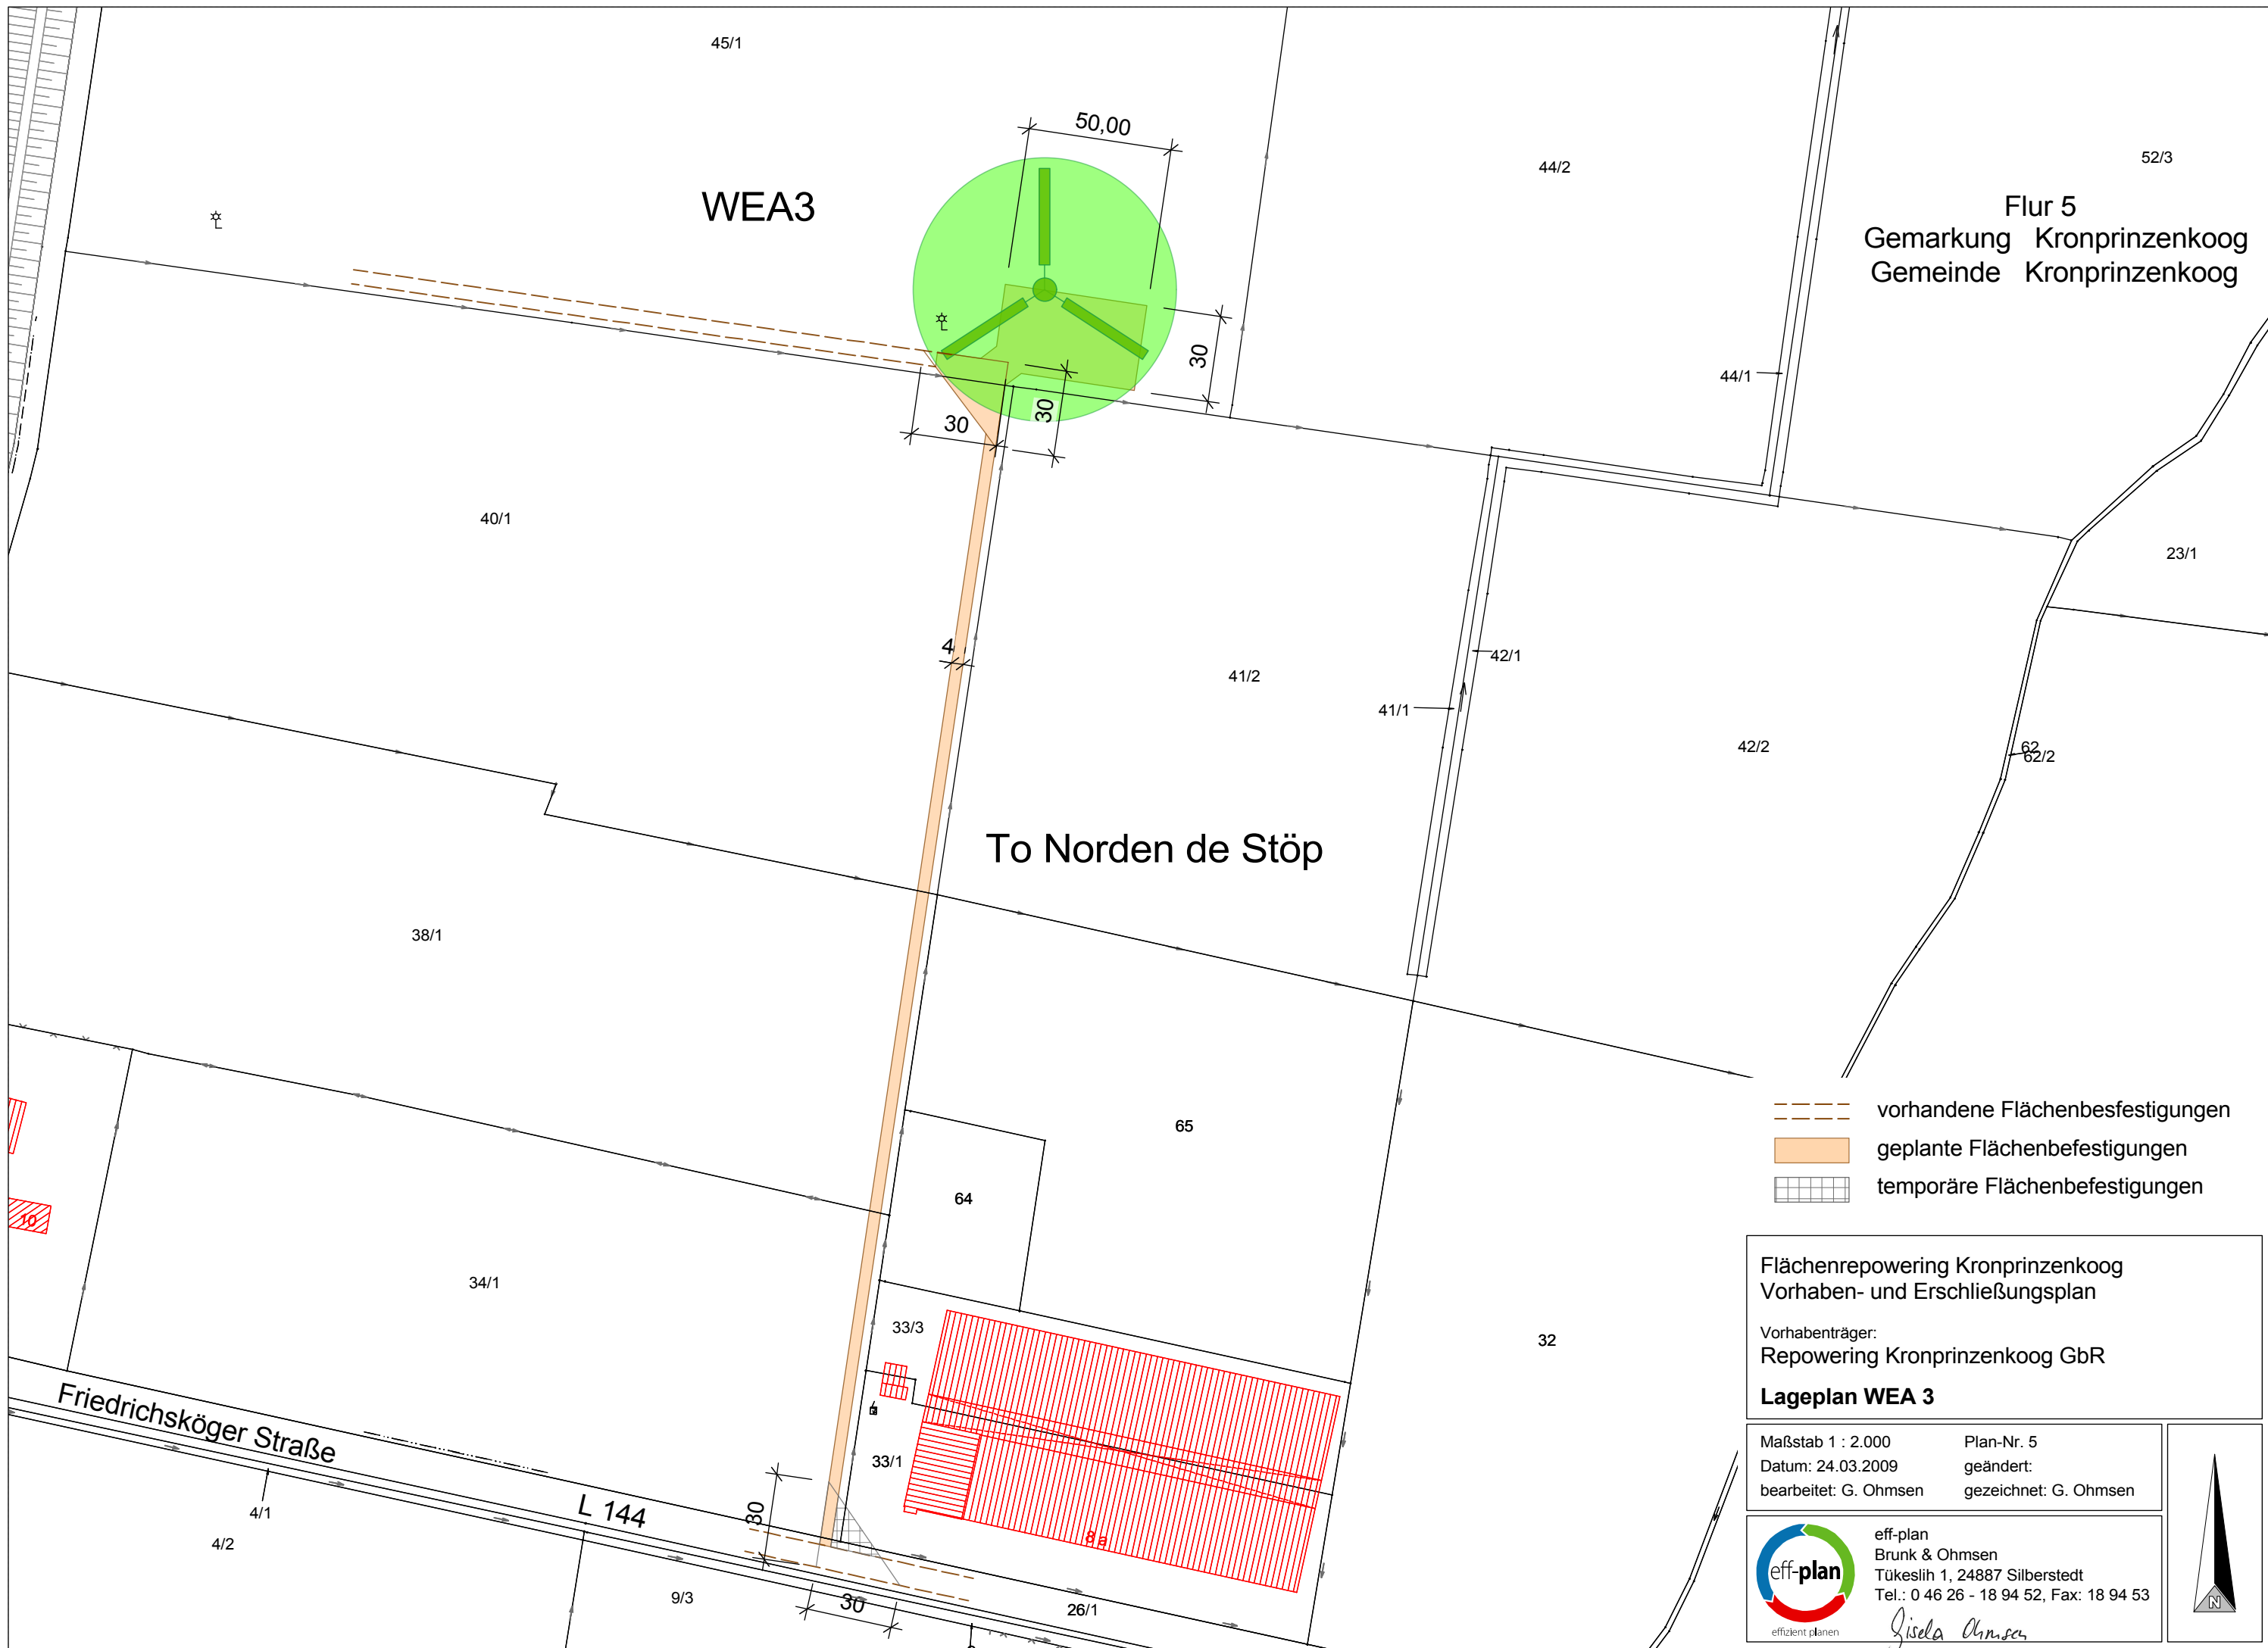 45/1
50,00
44/2
52/3
WEA3
Flur 5
Gemarkung Kronprinzenkoog
Gemeinde Kronprinzenkoog
30
44/1
30
30
40/1
23/1
4
41/2
42/1
41/1
42/2
62
62/2
To Norden de Stöp
38/1
65
vorhandene Flächenbesfestigungen
geplante Flächenbefestigungen
temporäre Flächenbefestigungen
64
10
34/1
33/3
32
Flächenrepowering Kronprinzenkoog
Vorhaben- und Erschließungsplan
Vorhabenträger:
Repowering Kronprinzenkoog GbR
Lageplan WEA 3
Friedrichsköger Straße
33/1
L 144
30
8 a
4/1
4/2
9/3
30
26/1
Maßstab 1 : 2.000 Plan-Nr. 5
Datum: 24.03.2009 geändert:
bearbeitet: G. Ohmsen gezeichnet: G. Ohmsen
eff-plan
effizient planen
eff-plan
Brunk & Ohmsen
Tükeslih 1, 24887 Silberstedt
Tel.: 0 46 26 - 18 94 52, Fax: 18 94 53
Gisela Ohmsen
N